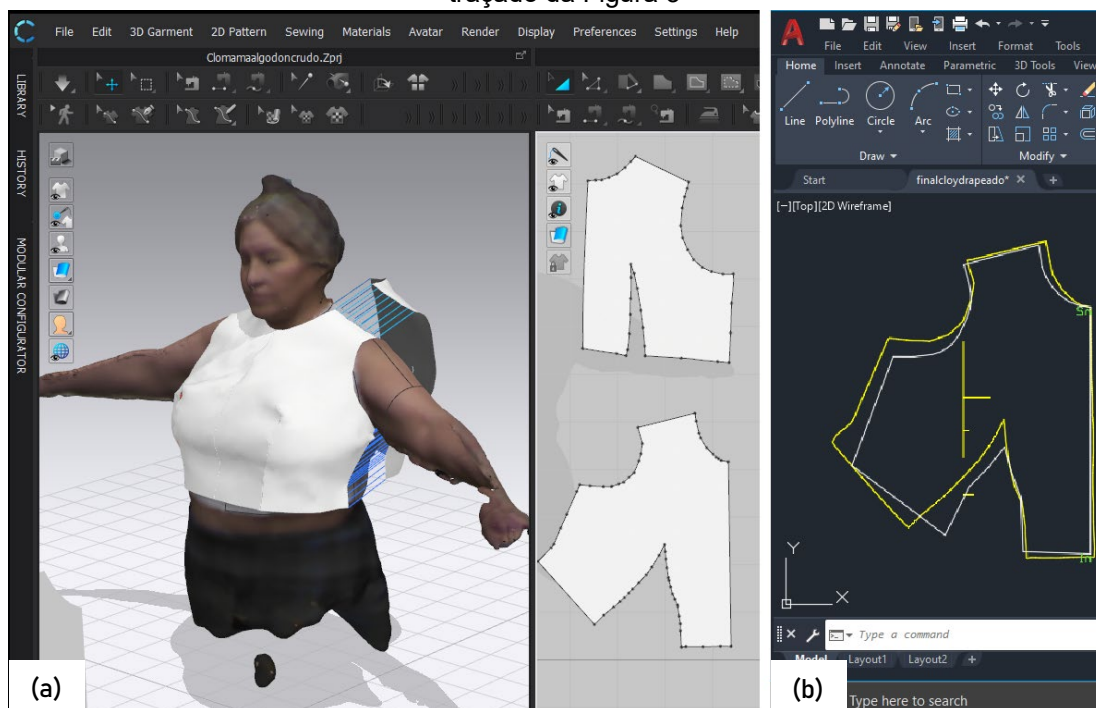 traçado da Figura 8
File Edit 3D Garment 2D Pattern Sewing Materials Avatar Render Display Preferences Settings Help
Clomamaalgodoncrudo.Zprj
LIBRARY
HISTORY
MODULAR CONFIGURATOR
(a)
File Edit View Insert Format Tools
Home Insert Annotate Parametric 3D Tools View
Line Polyline Circle Arc
Draw Modify
Start finalcloydrapeado* +
[-][Top][2D Wireframe]
Y
X
Type a command
Model Layout1 Layout2 +
Type here to search
(b)